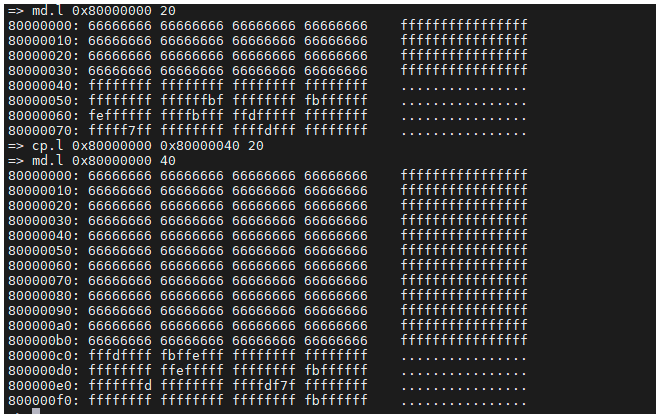 => md.l 0x80000000 20
80000000: 66666666 66666666 66666666 66666666    ffffffffffffffff
80000010: 66666666 66666666 66666666 66666666    ffffffffffffffff
80000020: 66666666 66666666 66666666 66666666    ffffffffffffffff
80000030: 66666666 66666666 66666666 66666666    ffffffffffffffff
80000040: ffffffff ffffffff ffffffff ffffffff    ................
80000050: ffffffff ffffffbf ffffffff fbffffff    ................
80000060: feffffff ffffbfff ffdfffff ffffffff    ................
80000070: fffff7ff ffffffff ffffdfff ffffffff    ................
=> cp.l 0x80000000 0x80000040 20
=> md.l 0x80000000 40
80000000: 66666666 66666666 66666666 66666666    ffffffffffffffff
80000010: 66666666 66666666 66666666 66666666    ffffffffffffffff
80000020: 66666666 66666666 66666666 66666666    ffffffffffffffff
80000030: 66666666 66666666 66666666 66666666    ffffffffffffffff
80000040: 66666666 66666666 66666666 66666666    ffffffffffffffff
80000050: 66666666 66666666 66666666 66666666    ffffffffffffffff
80000060: 66666666 66666666 66666666 66666666    ffffffffffffffff
80000070: 66666666 66666666 66666666 66666666    ffffffffffffffff
80000080: 66666666 66666666 66666666 66666666    ffffffffffffffff
80000090: 66666666 66666666 66666666 66666666    ffffffffffffffff
800000a0: 66666666 66666666 66666666 66666666    ffffffffffffffff
800000b0: 66666666 66666666 66666666 66666666    ffffffffffffffff
800000c0: fffdffff fbffefff ffffffff ffffffff    ................
800000d0: ffffffff ffefffff ffffffff fbffffff    ................
800000e0: fffffffd ffffffff ffffdf7f ffffffff    ................
800000f0: ffffffff ffffffff fbffffff ffffffff    ................